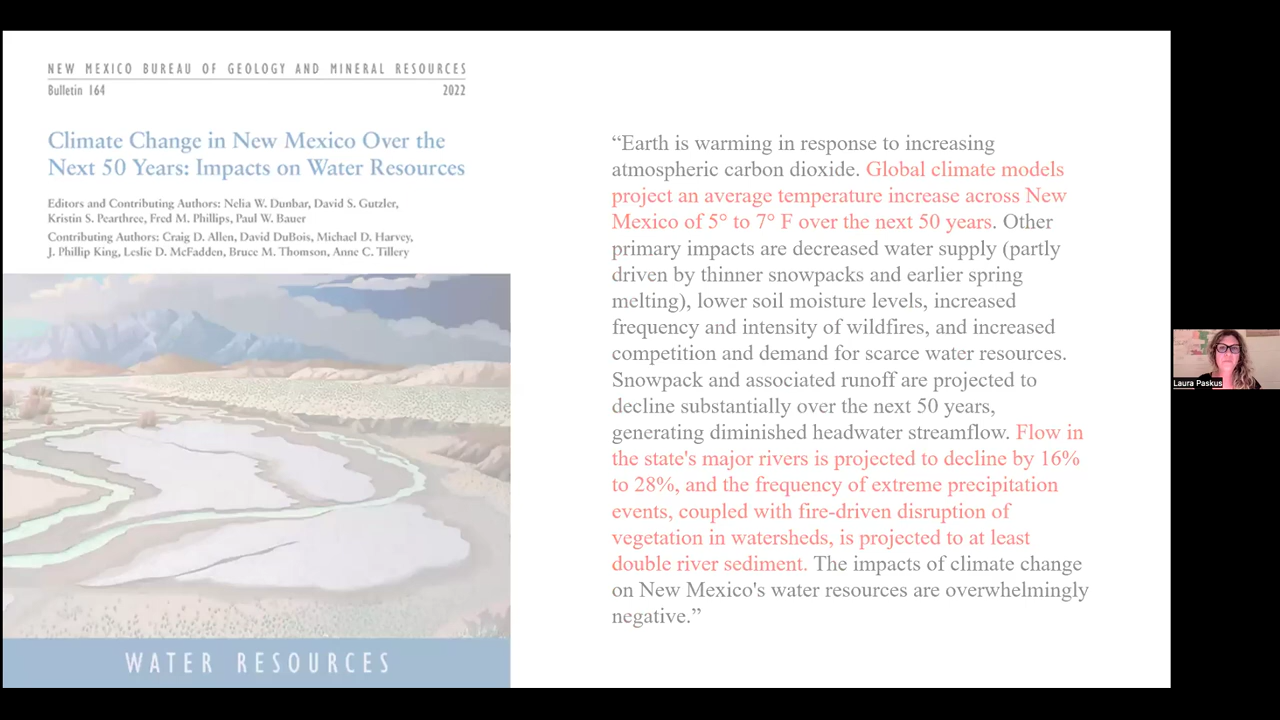 NEW MEXICO BUREAU OF GEOLOGY AND MINERAL RESOURCES
Bulletin 164
2022
Climate Change in New Mexico Over the
Next 50 Years: Impacts on Water Resources
Editors and Contributing Authors: Nelia W. Dunbar, David S. Gutzler,
Kristin S. Pearthree, Fred M. Phillips, Paul W. Bauer
Contributing Authors: Craig D. Allen, David DuBois, Michael D. Harvey,
J. Phillip King, Leslie D. McFadden, Bruce M. Thomson, Anne C. Tillery
WATER RESOURCES
“Earth is warming in response to increasing
atmospheric carbon dioxide. Global climate models
project an average temperature increase across New
Mexico of 5° to 7° F over the next 50 years. Other
primary impacts are decreased water supply (partly
driven by thinner snowpacks and earlier spring
melting), lower soil moisture levels, increased
frequency and intensity of wildfires, and increased
competition and demand for scarce water resources.
Snowpack and associated runoff are projected to
decline substantially over the next 50 years,
generating diminished headwater streamflow. Flow in
the state's major rivers is projected to decline by 16%
to 28%, and the frequency of extreme precipitation
events, coupled with fire-driven disruption of
vegetation in watersheds, is projected to at least
double river sediment. The impacts of climate change
on New Mexico's water resources are overwhelmingly
negative.”
Laura Paskus